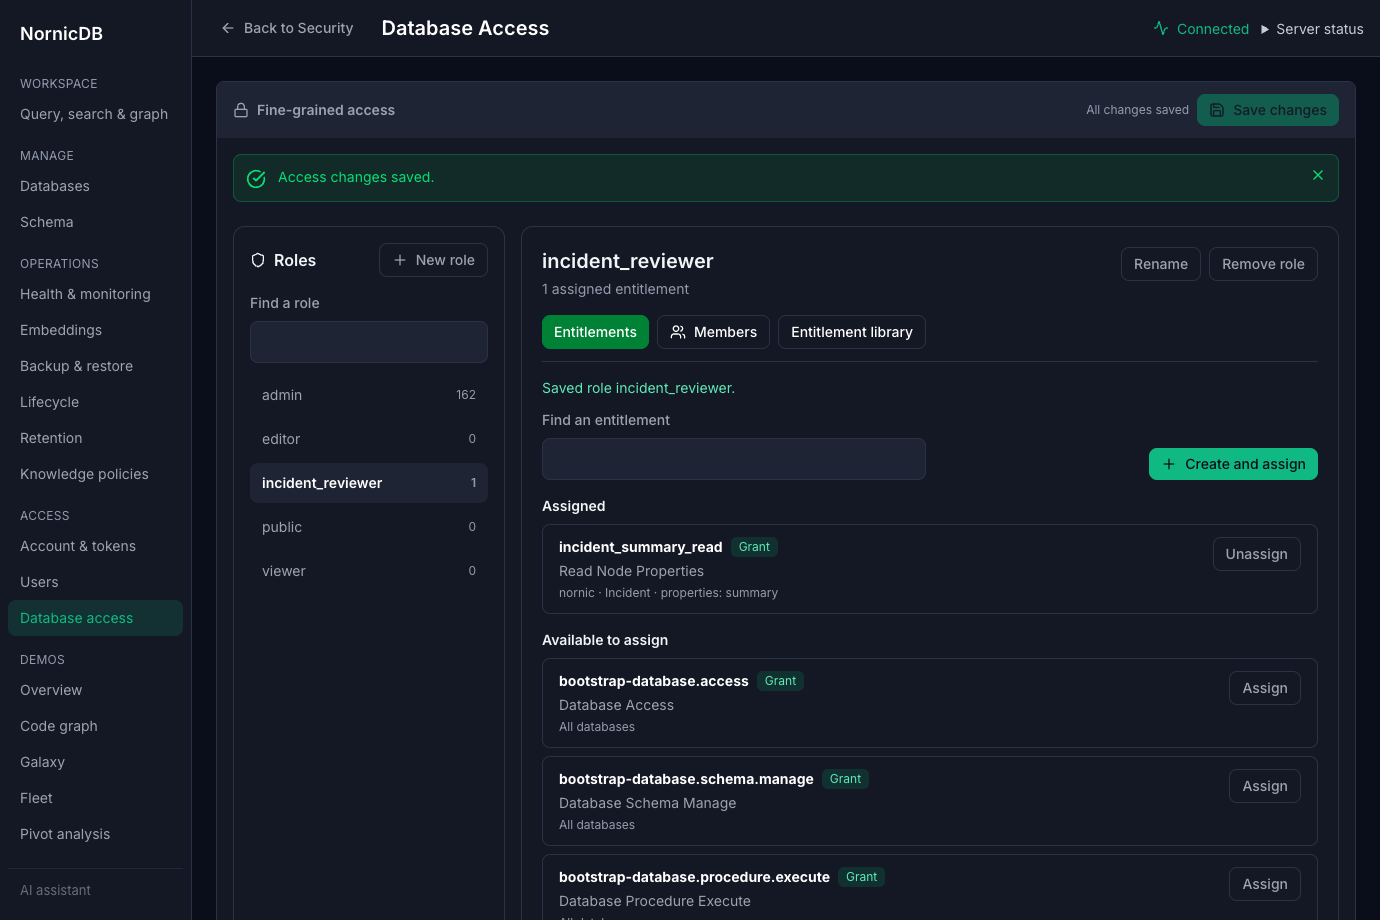 NornicDB
WORKSPACE
Query, search & graph
MANAGE
Databases
Schema
OPERATIONS
Health & monitoring
Embeddings
Backup & restore
Lifecycle
Retention
Knowledge policies
ACCESS
Account & tokens
Users
Database access
DEMOS
Overview
Code graph
Galaxy
Fleet
Pivot analysis
AI assistant
Back to Security
Database Access
Connected
Server status
Fine-grained access
All changes saved
Save changes
Access changes saved.
Roles
New role
Find a role
admin 162
editor 0
incident_reviewer 1
public 0
viewer 0
incident_reviewer
1 assigned entitlement
Rename
Remove role
Entitlements
Members
Entitlement library
Saved role incident_reviewer.
Find an entitlement
Create and assign
Assigned
incident_summary_read Grant
Read Node Properties
nornic · Incident · properties: summary
Unassign
Available to assign
bootstrap-database.access Grant
Database Access
All databases
Assign
bootstrap-database.schema.manage Grant
Database Schema Manage
All databases
Assign
bootstrap-database.procedure.execute Grant
Database Procedure Execute
Assign